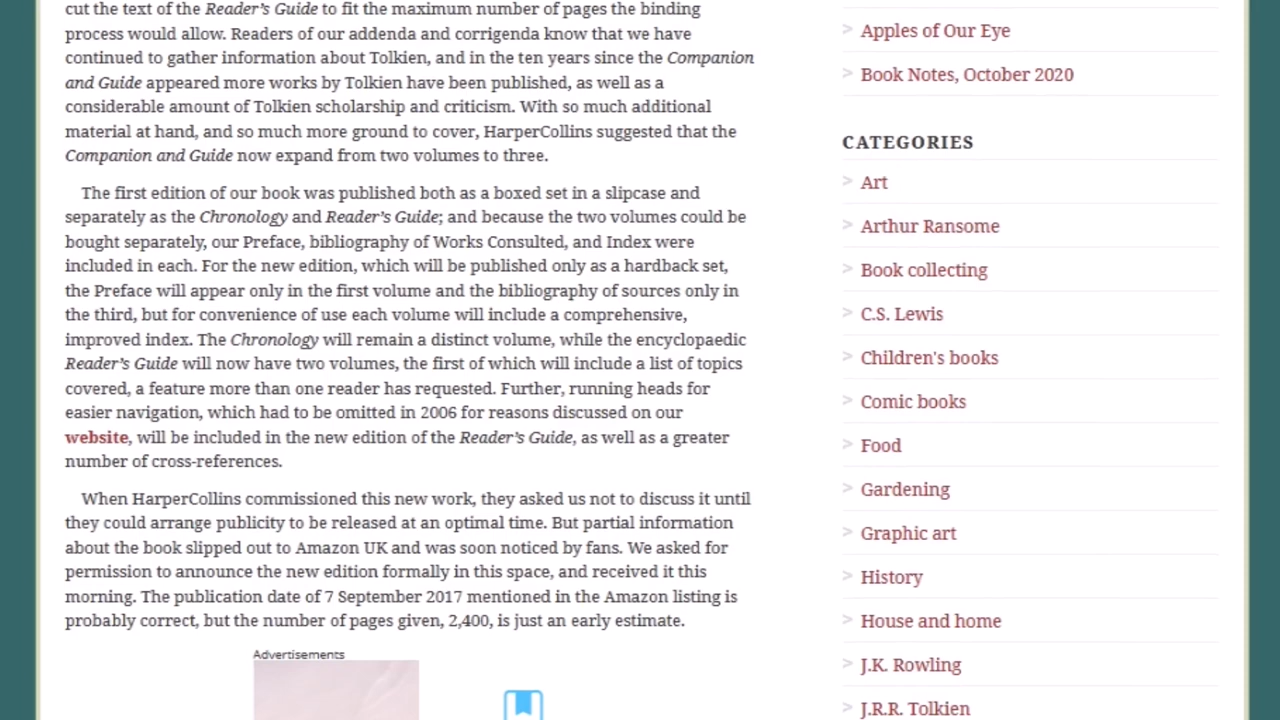 cut the text of the Reader's Guide to fit the maximum number of pages the binding
process would allow. Readers of our addenda and corrigenda know that we have
continued to gather information about Tolkien, and in the ten years since the Companion
and Guide appeared more works by Tolkien have been published, as well as a
considerable amount of Tolkien scholarship and criticism. With so much additional
material at hand, and so much more ground to cover, HarperCollins suggested that the
Companion and Guide now expand from two volumes to three.
The first edition of our book was published both as a boxed set in a slipcase and
separately as the Chronology and Reader's Guide; and because the two volumes could be
bought separately, our Preface, bibliography of Works Consulted, and Index were
included in each. For the new edition, which will be published only as a hardback set,
the Preface will appear only in the first volume and the bibliography of sources only in
the third, but for convenience of use each volume will include a comprehensive,
improved index. The Chronology will remain a distinct volume, while the encyclopaedic
Reader's Guide will now have two volumes, the first of which will include a list of topics
covered, a feature more than one reader has requested. Further, running heads for
easier navigation, which had to be omitted in 2006 for reasons discussed on our
website, will be included in the new edition of the Reader's Guide, as well as a greater
number of cross-references.
When HarperCollins commissioned this new work, they asked us not to discuss it until
they could arrange publicity to be released at an optimal time. But partial information
about the book slipped out to Amazon UK and was soon noticed by fans. We asked for
permission to announce the new edition formally in this space, and received it this
morning. The publication date of 7 September 2017 mentioned in the Amazon listing is
probably correct, but the number of pages given, 2,400, is just an early estimate.
Advertisements
> Apples of Our Eye
> Book Notes, October 2020
CATEGORIES
> Art
> Arthur Ransome
> Book collecting
> C.S. Lewis
> Children's books
> Comic books
> Food
> Gardening
> Graphic art
> History
> House and home
> J.K. Rowling
> J.R.R. Tolkien